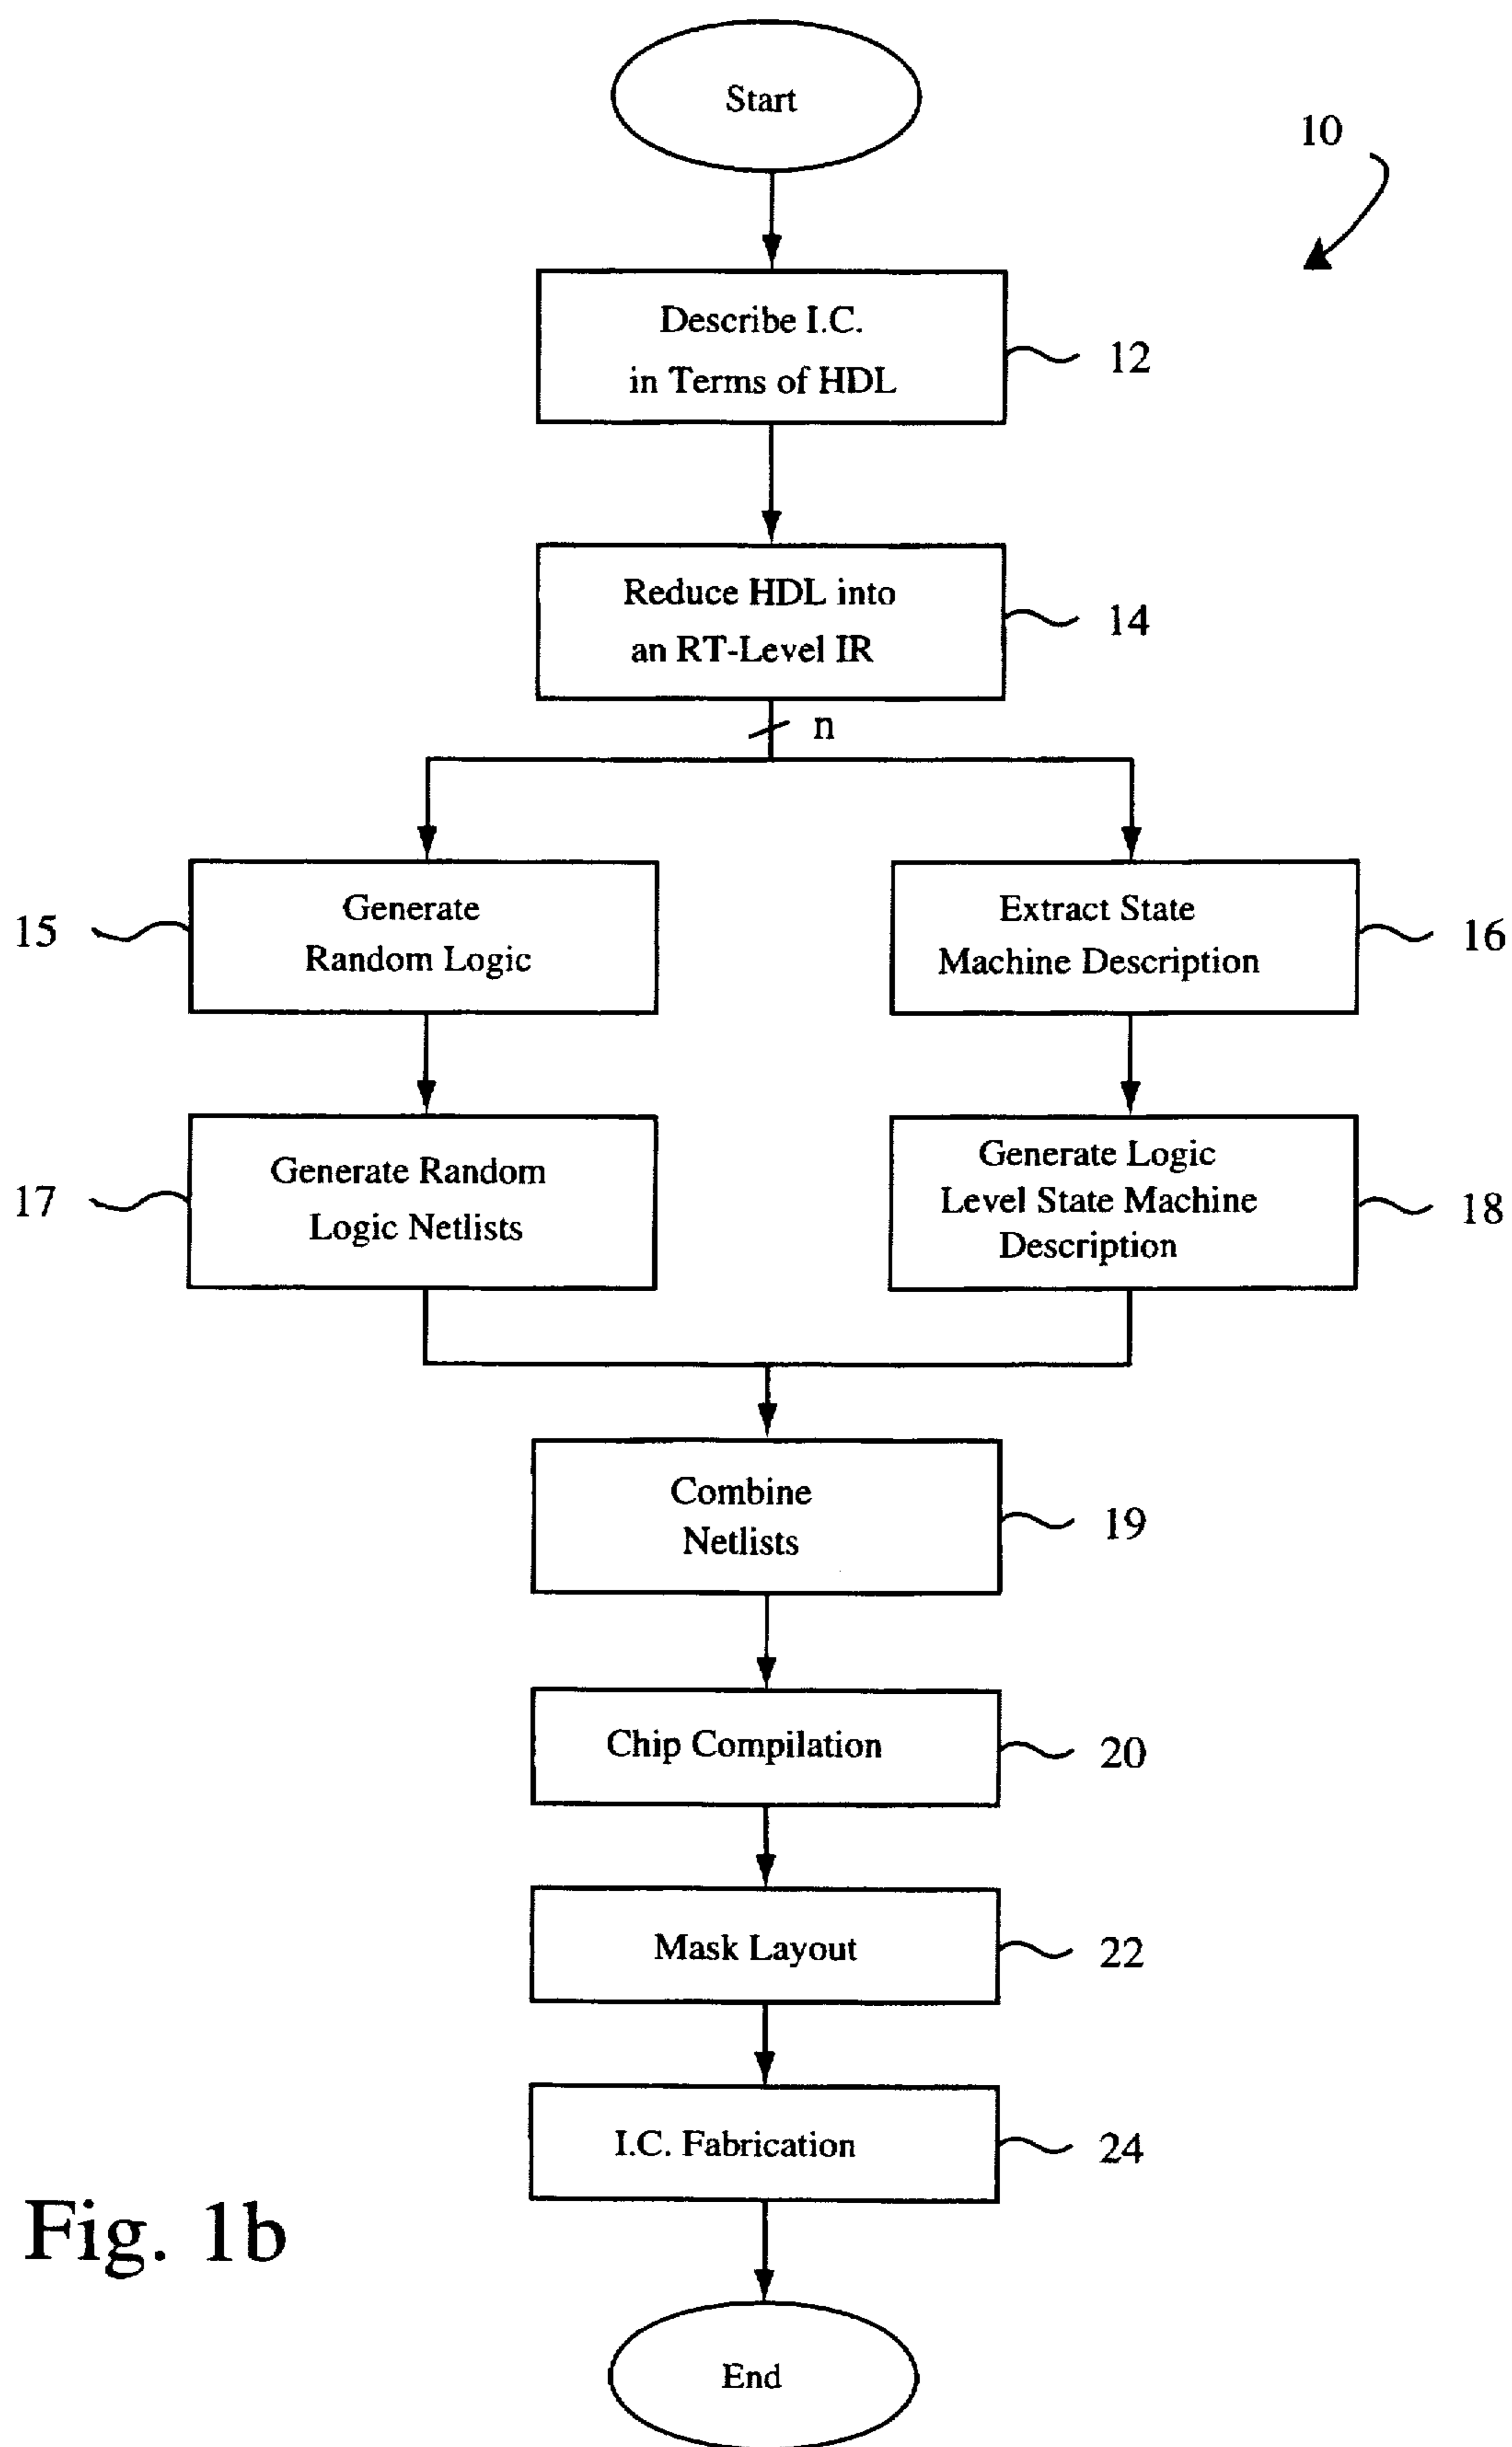 Start
10
Describe I.C.
in Terms of HDL
12
Reduce HDL into
an RT-Level IR
14
n
Generate
Random Logic
15
Extract State
Machine Description
16
Generate Random
Logic Netlists
17
Generate Logic
Level State Machine
Description
18
Combine
Netlists
19
Chip Compilation
20
Mask Layout
22
I.C. Fabrication
24
Fig. 1b
End